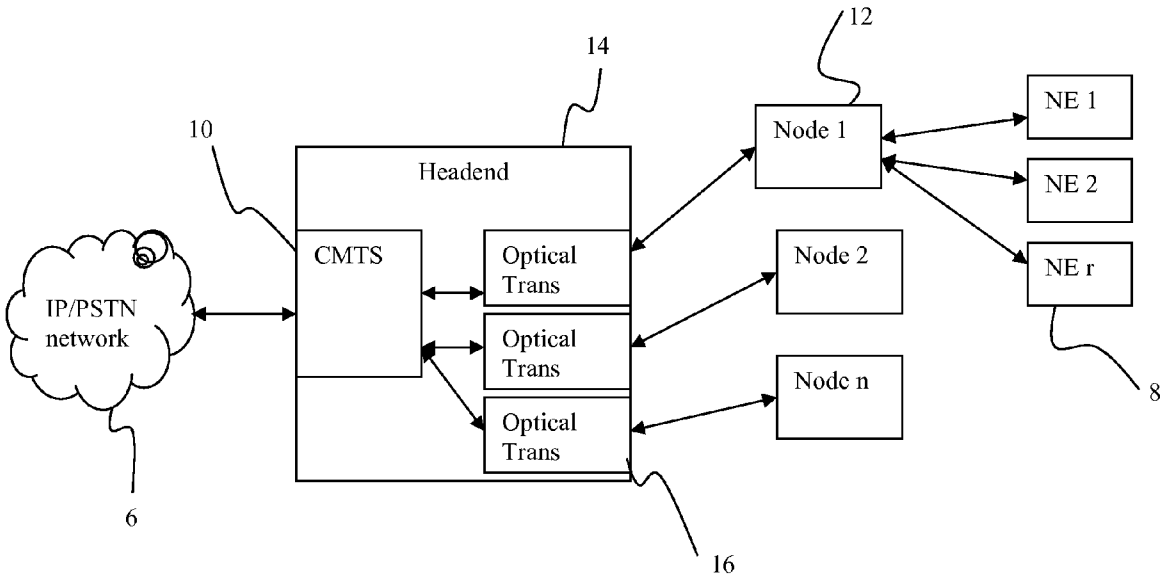 12
14
NE 1
Node 1
10
Headend
NE 2
CMTS
Optical
Trans
Node 2
NE r
IP/PSTN
network
Optical
Trans
Node n
8
Optical
Trans
6
16